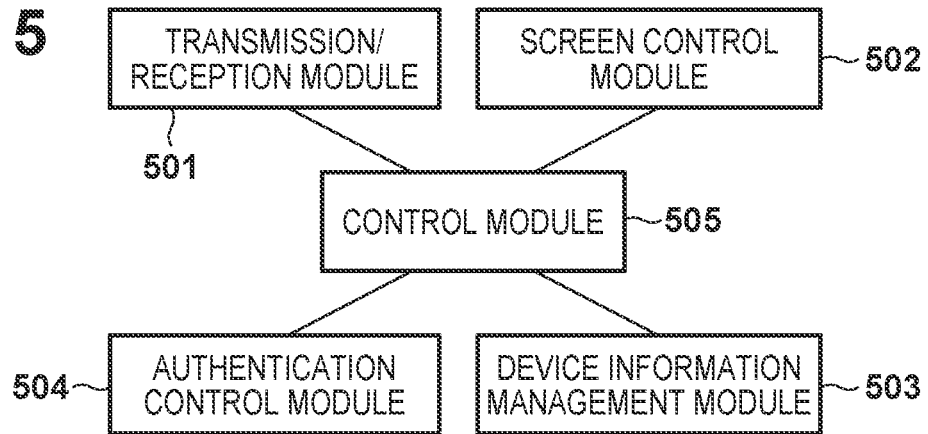 5
TRANSMISSION/
RECEPTION MODULE
501
SCREEN CONTROL
MODULE
502
CONTROL MODULE
505
504
AUTHENTICATION
CONTROL MODULE
DEVICE INFORMATION
MANAGEMENT MODULE
503